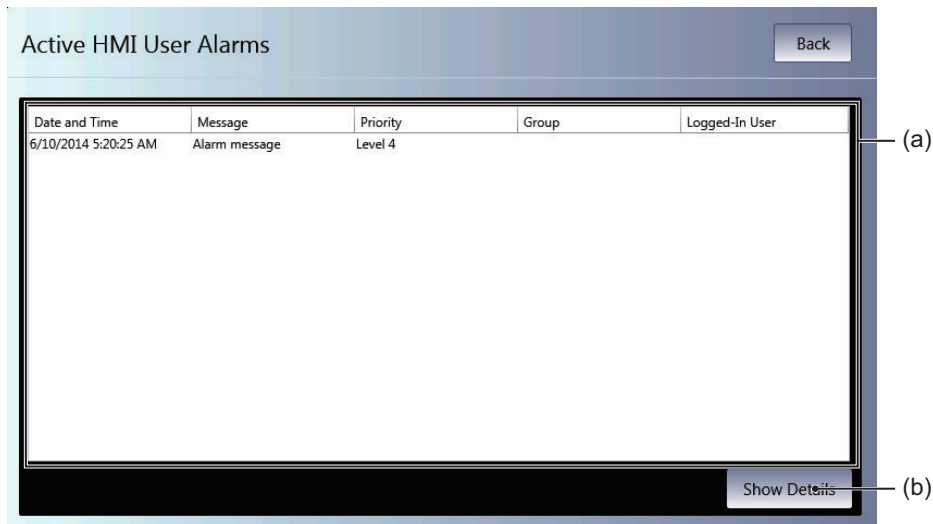 Active HMI User Alarms
Back
Date and Time Message Priority Group Logged-In User
6/10/2014 5:20:25 AM Alarm message Level 4
(a)
Show Details
(b)